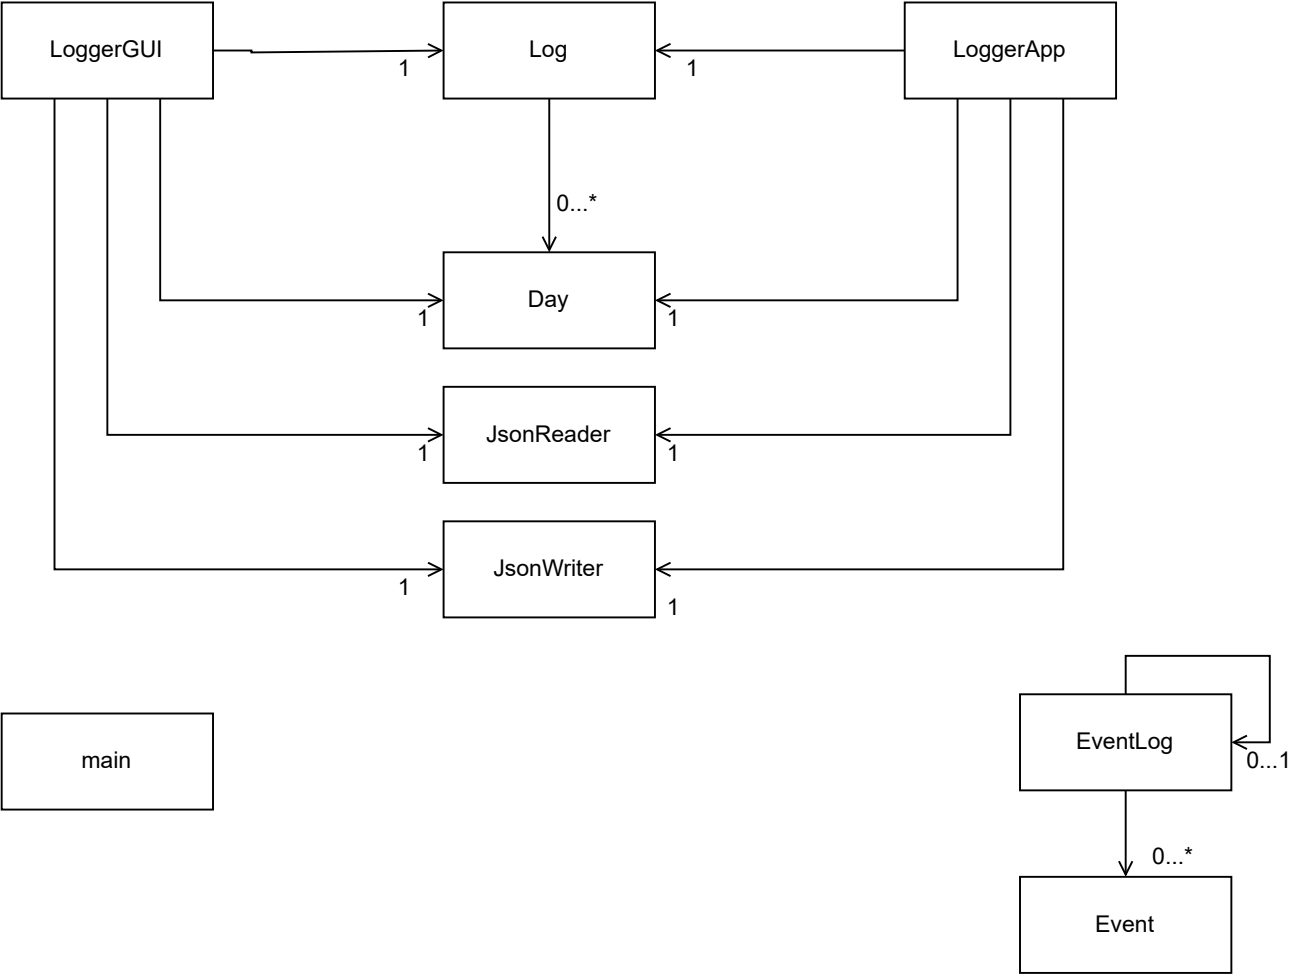 LoggerGUI
Log
LoggerApp
1
1
0...*
Day
1
1
JsonReader
1
1
JsonWriter
1
1
EventLog
0...1
main
0...*
Event